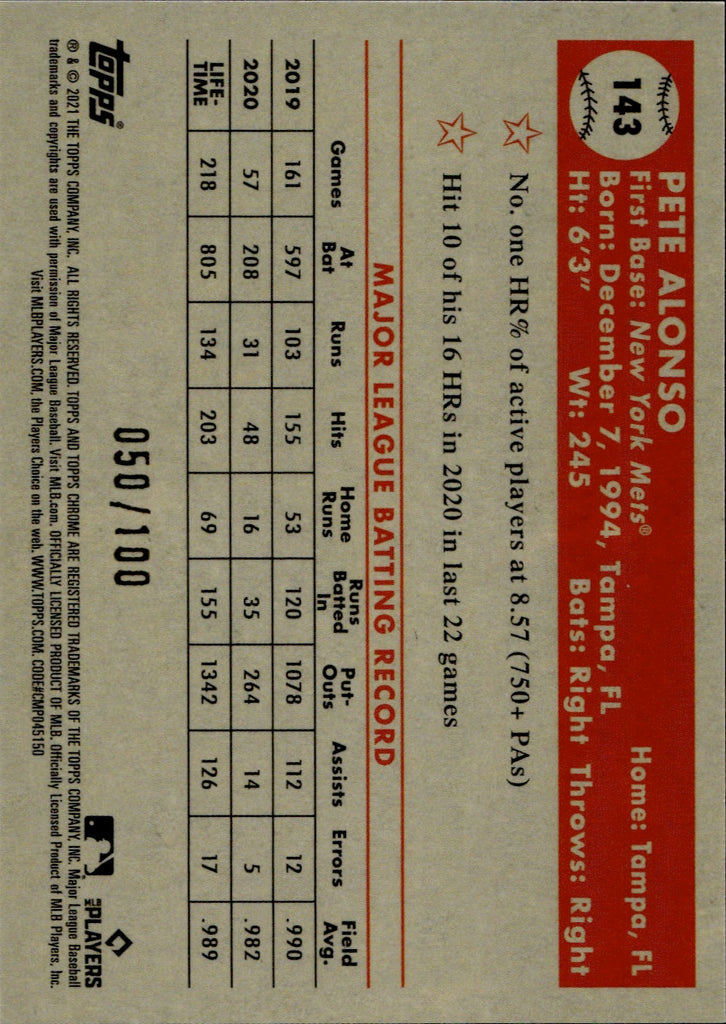 143
PETE ALONSO
First Base: New York Mets® Home: Tampa, FL
Born: December 7, 1994, Tampa, FL
Ht: 6'3" Wt: 245 Bats: Right Throws: Right
No. one HR% of active players at 8.57 (750+ PAs)
Hit 10 of his 16 HRs in 2020 in last 22 games
MAJOR LEAGUE BATTING RECORD
Games At Bat Runs Hits Home Runs Runs Batted In Put-Outs Assists Errors Field Avg.
2019 161 597 103 155 53 120 1078 112 12 .990
2020 57 208 31 48 16 35 264 14 5 .982
LIFE-TIME 218 805 134 203 69 155 1342 126 17 .989
050/100
topps®
MLB PLAYERS
® & © 2021 THE TOPPS COMPANY, INC. ALL RIGHTS RESERVED. TOPPS AND TOPPS CHROME ARE REGISTERED TRADEMARKS OF THE TOPPS COMPANY, INC. Major League Baseball
trademarks and copyrights are used with permission of Major League Baseball. Visit MLB.com. OFFICIALLY LICENSED PRODUCT OF MLB. Officially Licensed Product of MLB Players, Inc.
Visit MLBPLAYERS.COM, the Players Choice on the web. WWW.TOPPS.COM. CODE#CMP045150